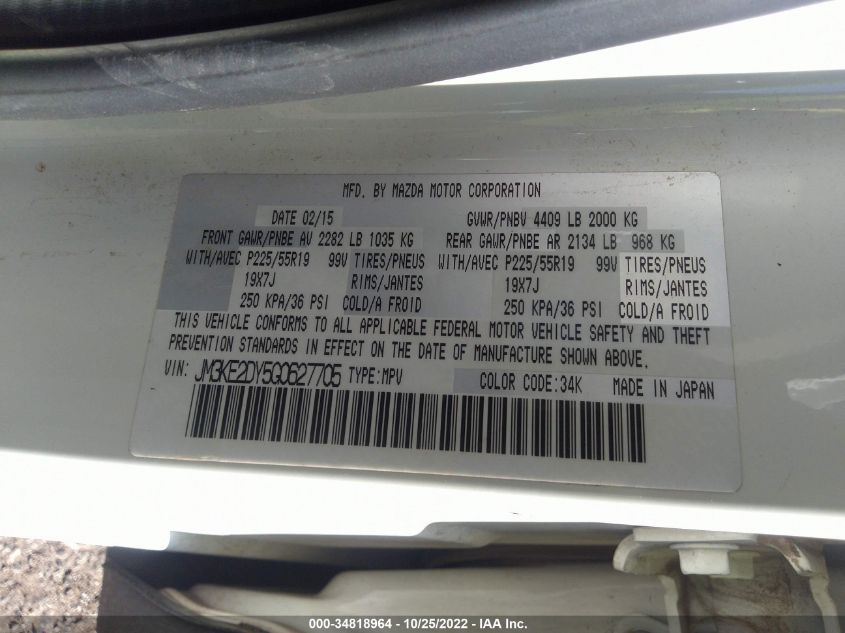 MFD. BY MAZDA MOTOR CORPORATION
DATE 02/15 GVWR/PNBV 4409 LB 2000 KG
FRONT GAWR/PNBE AV 2282 LB 1035 KG REAR GAWR/PNBE AR 2134 LB 968 KG
WITH/AVEC P225/55R19 99V TIRES/PNEUS WITH/AVEC P225/55R19 99V TIRES/PNEUS
19X7J RIMS/JANTES 19X7J RIMS/JANTES
250 KPA/36 PSI COLD/A FROID 250 KPA/36 PSI COLD/A FROID
THIS VEHICLE CONFORMS TO ALL APPLICABLE FEDERAL MOTOR VEHICLE SAFETY AND THEFT
PREVENTION STANDARDS IN EFFECT ON THE DATE OF MANUFACTURE SHOWN ABOVE.
VIN: JM3KE2DY5G0627705 TYPE:MPV COLOR CODE:34K MADE IN JAPAN
000-34818964 - 10/25/2022 - IAA Inc.